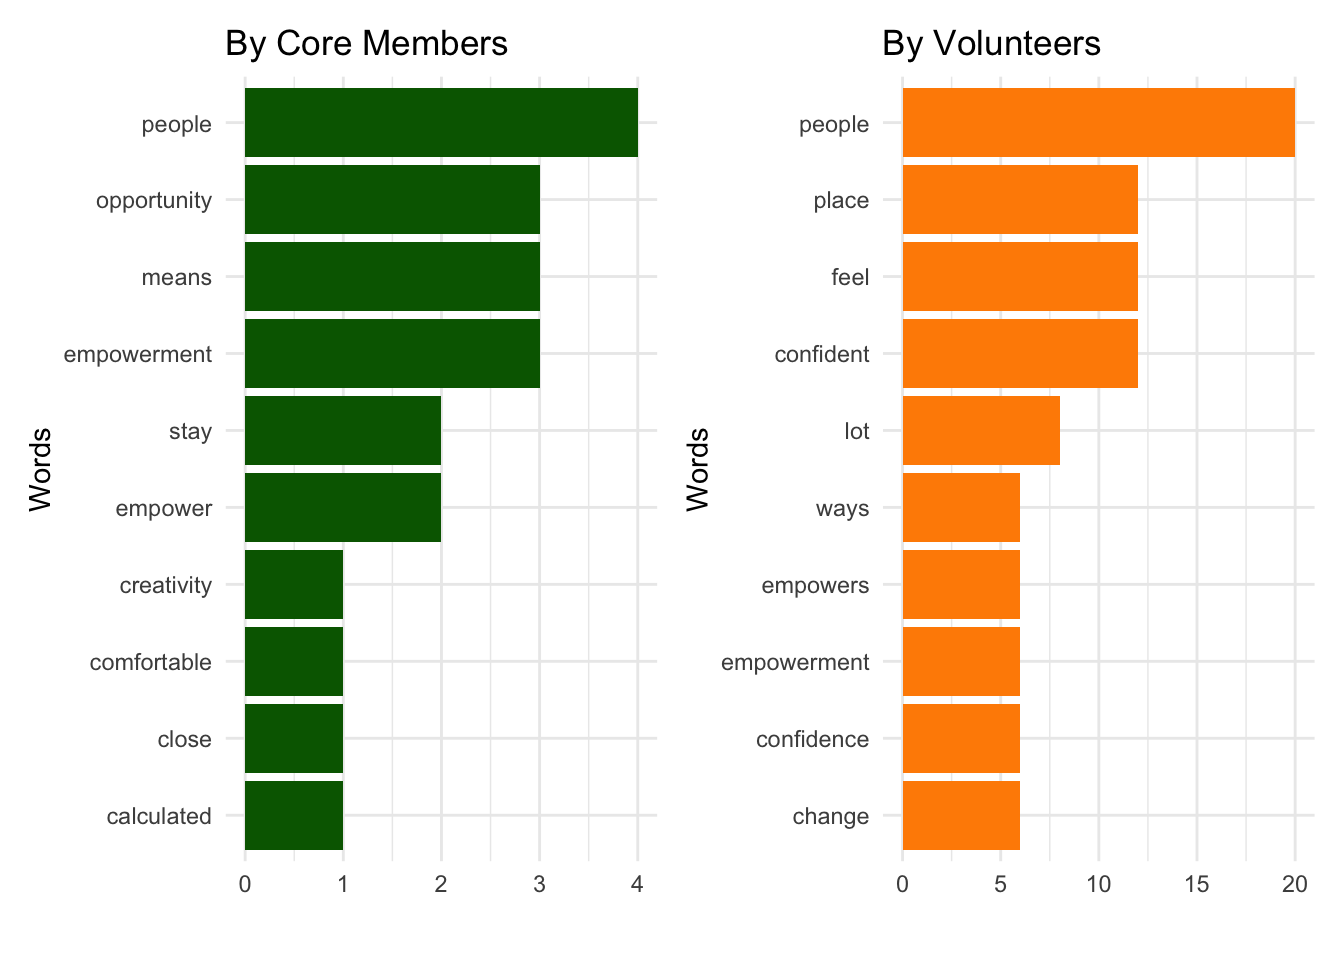 By Core Members
people
opportunity
means
empowerment
stay
empower
creativity
comfortable
close
calculated
Words
0 1 2 3 4
By Volunteers
people
place
feel
confident
lot
ways
empowers
empowerment
confidence
change
Words
0 5 10 15 20